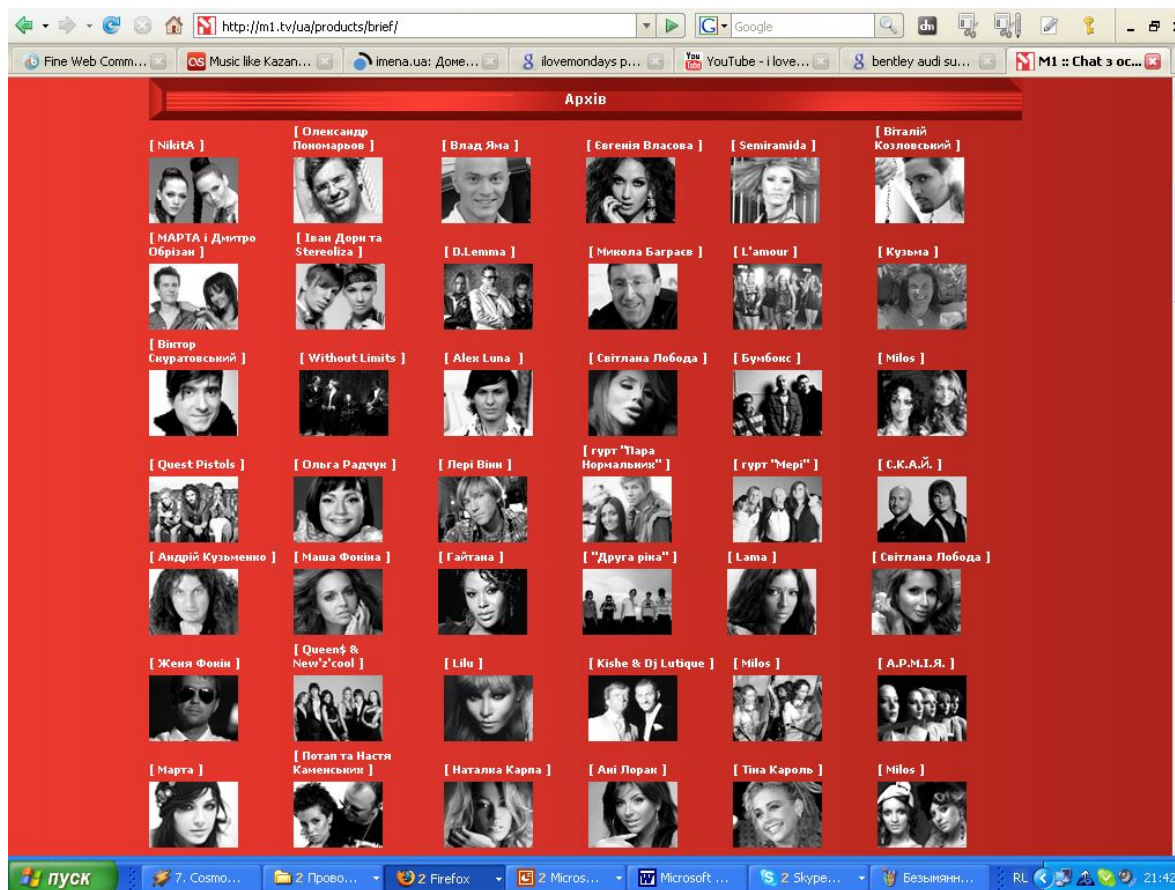 http://m1.tv/ua/products/brief/
Google
Fine Web Comm...
Music like Kazan...
imena.ua: Доме...
ilovemondays p...
YouTube - i love...
bentley audi su...
M1 :: Chat з ос...
Архів
[ NikitA ]
[ Олександр
Пономарьов ]
[ Влад Яма ]
[ Євгенія Власова ]
[ Semiramida ]
[ Віталій
Козловський ]
[ МАРТА і Дмитро
Обрізан ]
[ Іван Дорн та
Stereoliza ]
[ D.Lemma ]
[ Микола Баграєв ]
[ L'amour ]
[ Кузьма ]
[ Віктор
Скуратовський ]
[ Without Limits ]
[ Alex Luna ]
[ Світлана Лобода ]
[ Бумбокс ]
[ Milos ]
[ Quest Pistols ]
[ Ольга Радчук ]
[ Лері Вінн ]
[ гурт "Пара
Нормальних" ]
[ гурт "Мері" ]
[ С.К.А.Й. ]
[ Андрій Кузьменко ]
[ Маша Фокіна ]
[ Гайтана ]
[ "Друга ріка" ]
[ Lama ]
[ Світлана Лобода ]
[ Женя Фокін ]
[ Queen$ &
New'z'cool ]
[ Lilu ]
[ Kishe & Dj Lutique ]
[ Milos ]
[ А.Р.М.І.Я. ]
[ Марта ]
[ Потап та Настя
Каменських ]
[ Наталка Карпа ]
[ Ані Лорак ]
[ Тіна Кароль ]
[ Milos ]
пуск
7. Cosmo...
2 Прово...
2 Firefox
2 Micros...
Microsoft ...
2 Skype...
Безымянн...
RL
21:42